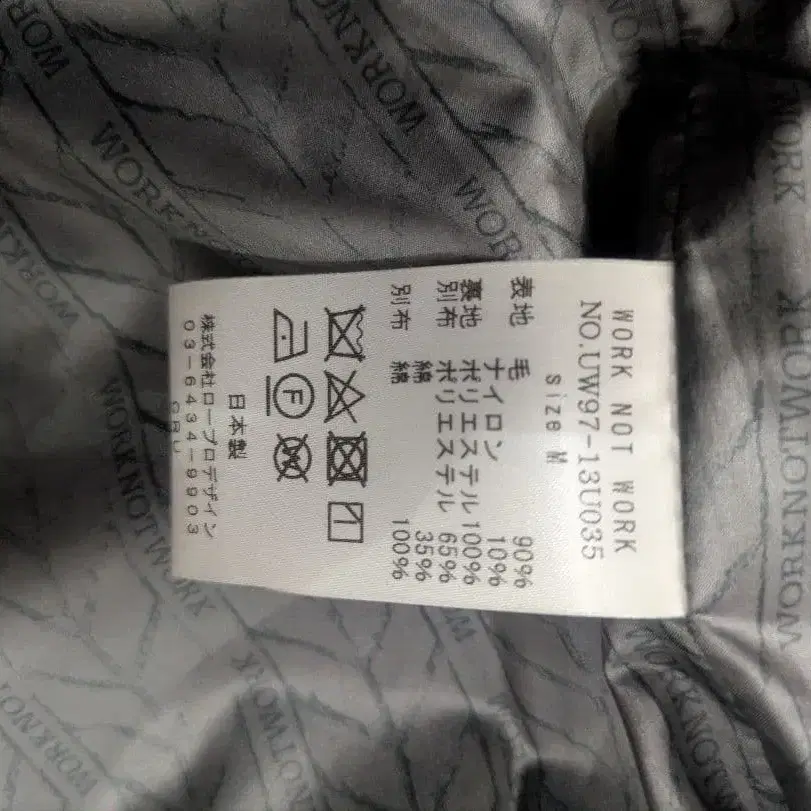 WORK NOT WORK
NO.UW97-13U035
Size M
表地 毛 90%
ナイロン 10%
裏地 ポリエステル 100%
別布 ポリエステル 65%
綿 35%
別布 綿 100%
F W
日本製
株式会社ロープロデザイン
03-6434-9903
WORKNOTWORK